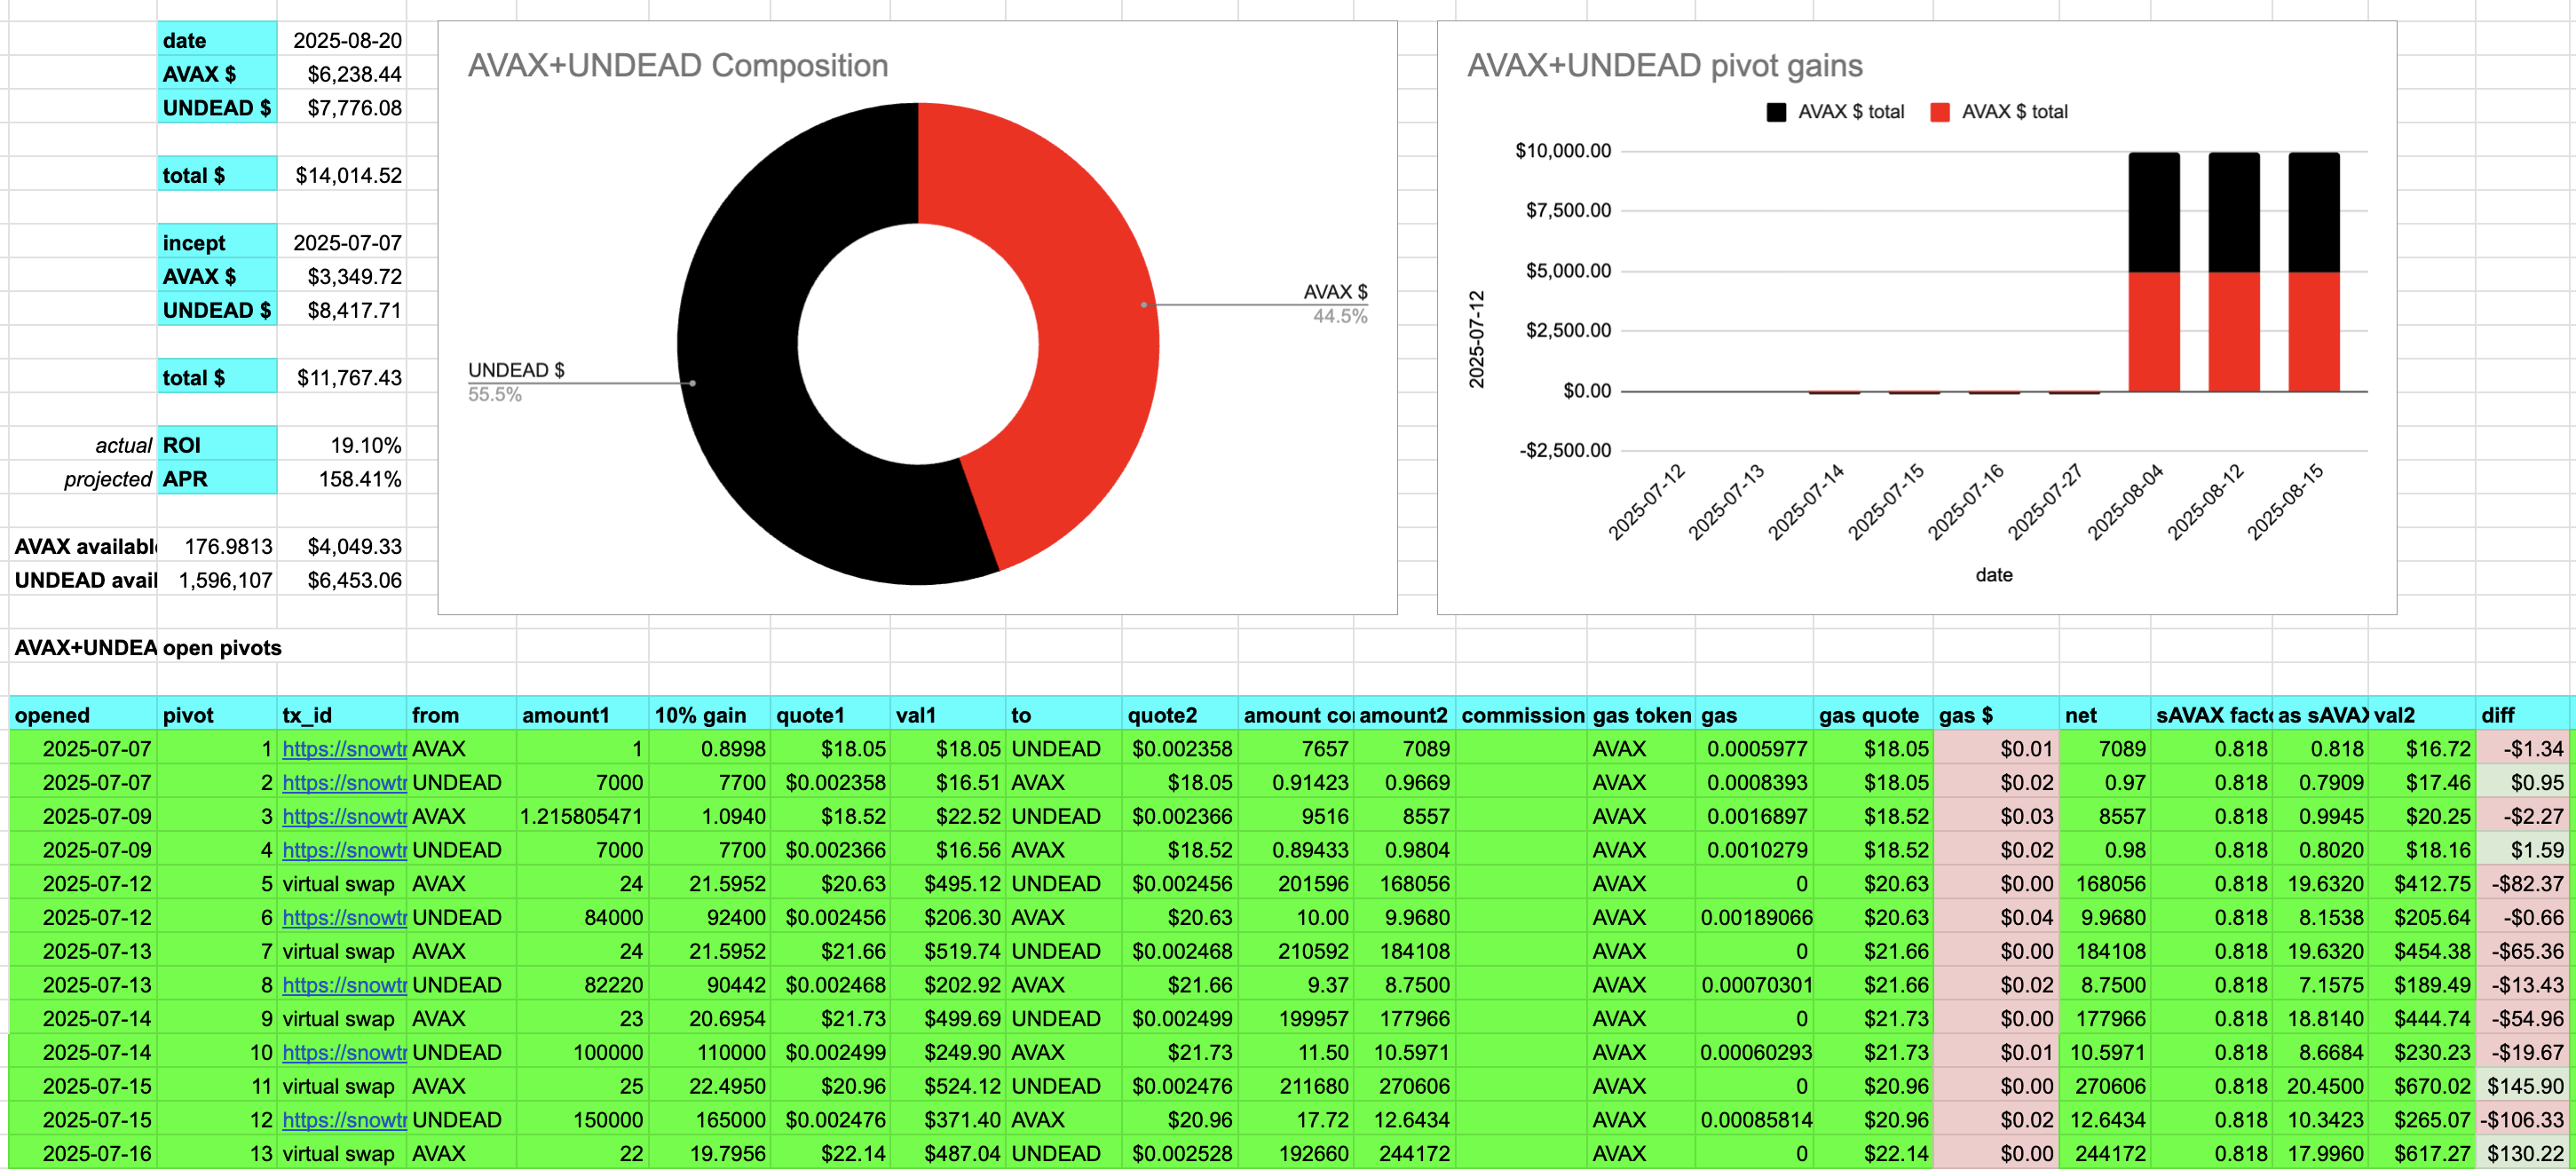 date 2025-08-20
AVAX $ $6,238.44
UNDEAD $ $7,776.08
total $ $14,014.52
incept 2025-07-07
AVAX $ $3,349.72
UNDEAD $ $8,417.71
total $ $11,767.43
actual ROI 19.10%
projected APR 158.41%
AVAX availabl 176.9813 $4,049.33
UNDEAD avail 1,596,107 $6,453.06
AVAX+UNDEAD Composition
AVAX $
44.5%
UNDEAD $
55.5%
AVAX+UNDEAD pivot gains
AVAX $ total AVAX $ total
$10,000.00
$7,500.00
$5,000.00
$2,500.00
$0.00
-$2,500.00
2025-07-12
2025-07-12 2025-07-13 2025-07-14 2025-07-15 2025-07-16 2025-07-27 2025-08-04 2025-08-12 2025-08-15
date
AVAX+UNDEA open pivots
opened pivot tx_id from amount1 10% gain quote1 val1 to quote2 amount co amount2 commission gas token gas gas quote gas $ net sAVAX facto as sAVAX val2 diff
2025-07-07 1 https://snowtr AVAX 1 0.8998 $18.05 $18.05 UNDEAD $0.002358 7657 7089 AVAX 0.0005977 $18.05 $0.01 7089 0.818 0.818 $16.72 -$1.34
2025-07-07 2 https://snowtr UNDEAD 7000 7700 $0.002358 $16.51 AVAX $18.05 0.91423 0.9669 AVAX 0.0008393 $18.05 $0.02 0.97 0.818 0.7909 $17.46 $0.95
2025-07-09 3 https://snowtr AVAX 1.215805471 1.0940 $18.52 $22.52 UNDEAD $0.002366 9516 8557 AVAX 0.0016897 $18.52 $0.03 8557 0.818 0.9945 $20.25 -$2.27
2025-07-09 4 https://snowtr UNDEAD 7000 7700 $0.002366 $16.56 AVAX $18.52 0.89433 0.9804 AVAX 0.0010279 $18.52 $0.02 0.98 0.818 0.8020 $18.16 $1.59
2025-07-12 5 virtual swap AVAX 24 21.5952 $20.63 $495.12 UNDEAD $0.002456 201596 168056 AVAX 0 $20.63 $0.00 168056 0.818 19.6320 $412.75 -$82.37
2025-07-12 6 https://snowtr UNDEAD 84000 92400 $0.002456 $206.30 AVAX $20.63 10.00 9.9680 AVAX 0.00189066 $20.63 $0.04 9.9680 0.818 8.1538 $205.64 -$0.66
2025-07-13 7 virtual swap AVAX 24 21.5952 $21.66 $519.74 UNDEAD $0.002468 210592 184108 AVAX 0 $21.66 $0.00 184108 0.818 19.6320 $454.38 -$65.36
2025-07-13 8 https://snowtr UNDEAD 82220 90442 $0.002468 $202.92 AVAX $21.66 9.37 8.7500 AVAX 0.00070301 $21.66 $0.02 8.7500 0.818 7.1575 $189.49 -$13.43
2025-07-14 9 virtual swap AVAX 23 20.6954 $21.73 $499.69 UNDEAD $0.002499 199957 177966 AVAX 0 $21.73 $0.00 177966 0.818 18.8140 $444.74 -$54.96
2025-07-14 10 https://snowtr UNDEAD 100000 110000 $0.002499 $249.90 AVAX $21.73 11.50 10.5971 AVAX 0.00060293 $21.73 $0.01 10.5971 0.818 8.6684 $230.23 -$19.67
2025-07-15 11 virtual swap AVAX 25 22.4950 $20.96 $524.12 UNDEAD $0.002476 211680 270606 AVAX 0 $20.96 $0.00 270606 0.818 20.4500 $670.02 $145.90
2025-07-15 12 https://snowtr UNDEAD 150000 165000 $0.002476 $371.40 AVAX $20.96 17.72 12.6434 AVAX 0.00085814 $20.96 $0.02 12.6434 0.818 10.3423 $265.07 -$106.33
2025-07-16 13 virtual swap AVAX 22 19.7956 $22.14 $487.04 UNDEAD $0.002528 192660 244172 AVAX 0 $22.14 $0.00 244172 0.818 17.9960 $617.27 $130.22